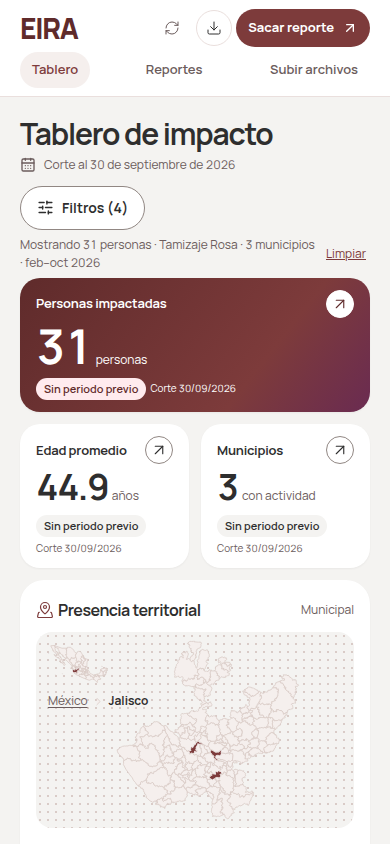 EIRA
Sacar reporte
Tablero
Reportes
Subir archivos
Tablero de impacto
Corte al 30 de septiembre de 2026
Filtros (4)
Mostrando 31 personas · Tamizaje Rosa · 3 municipios
· feb–oct 2026
Limpiar
Personas impactadas
31 personas
Sin periodo previo Corte 30/09/2026
Edad promedio
44.9 años
Sin periodo previo
Corte 30/09/2026
Municipios
3 con actividad
Sin periodo previo
Corte 30/09/2026
Presencia territorial
Municipal
México
Jalisco